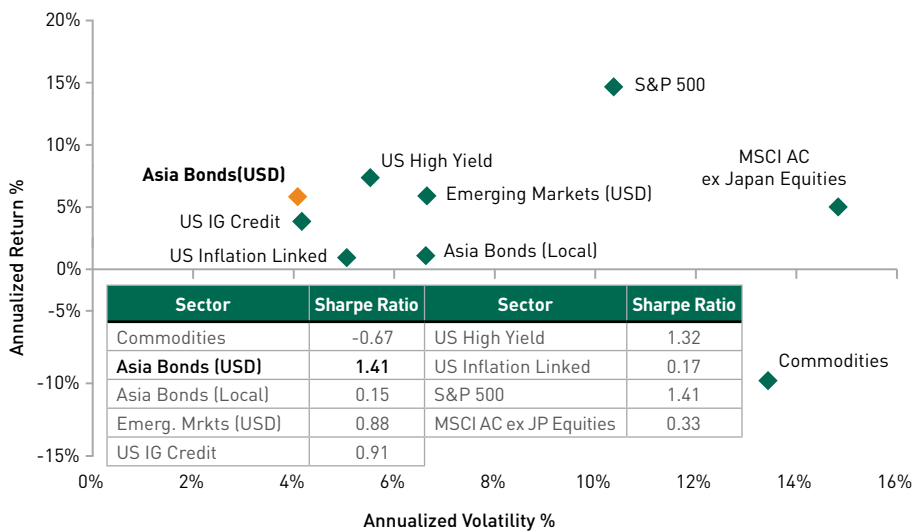 20%
15%
10%
5%
0%
-5%
-10%
-15%
Annualized Return %
S&P 500
MSCI AC
ex Japan Equities
US High Yield
Asia Bonds(USD)
Emerging Markets (USD)
US IG Credit
US Inflation Linked
Asia Bonds (Local)
Commodities
Sector Sharpe Ratio Sector Sharpe Ratio
Commodities -0.67 US High Yield 1.32
Asia Bonds (USD) 1.41 US Inflation Linked 0.17
Asia Bonds (Local) 0.15 S&P 500 1.41
Emerg. Mrkts (USD) 0.88 MSCI AC ex JP Equities 0.33
US IG Credit 0.91
0% 2% 4% 6% 8% 10% 12% 14% 16%
Annualized Volatility %